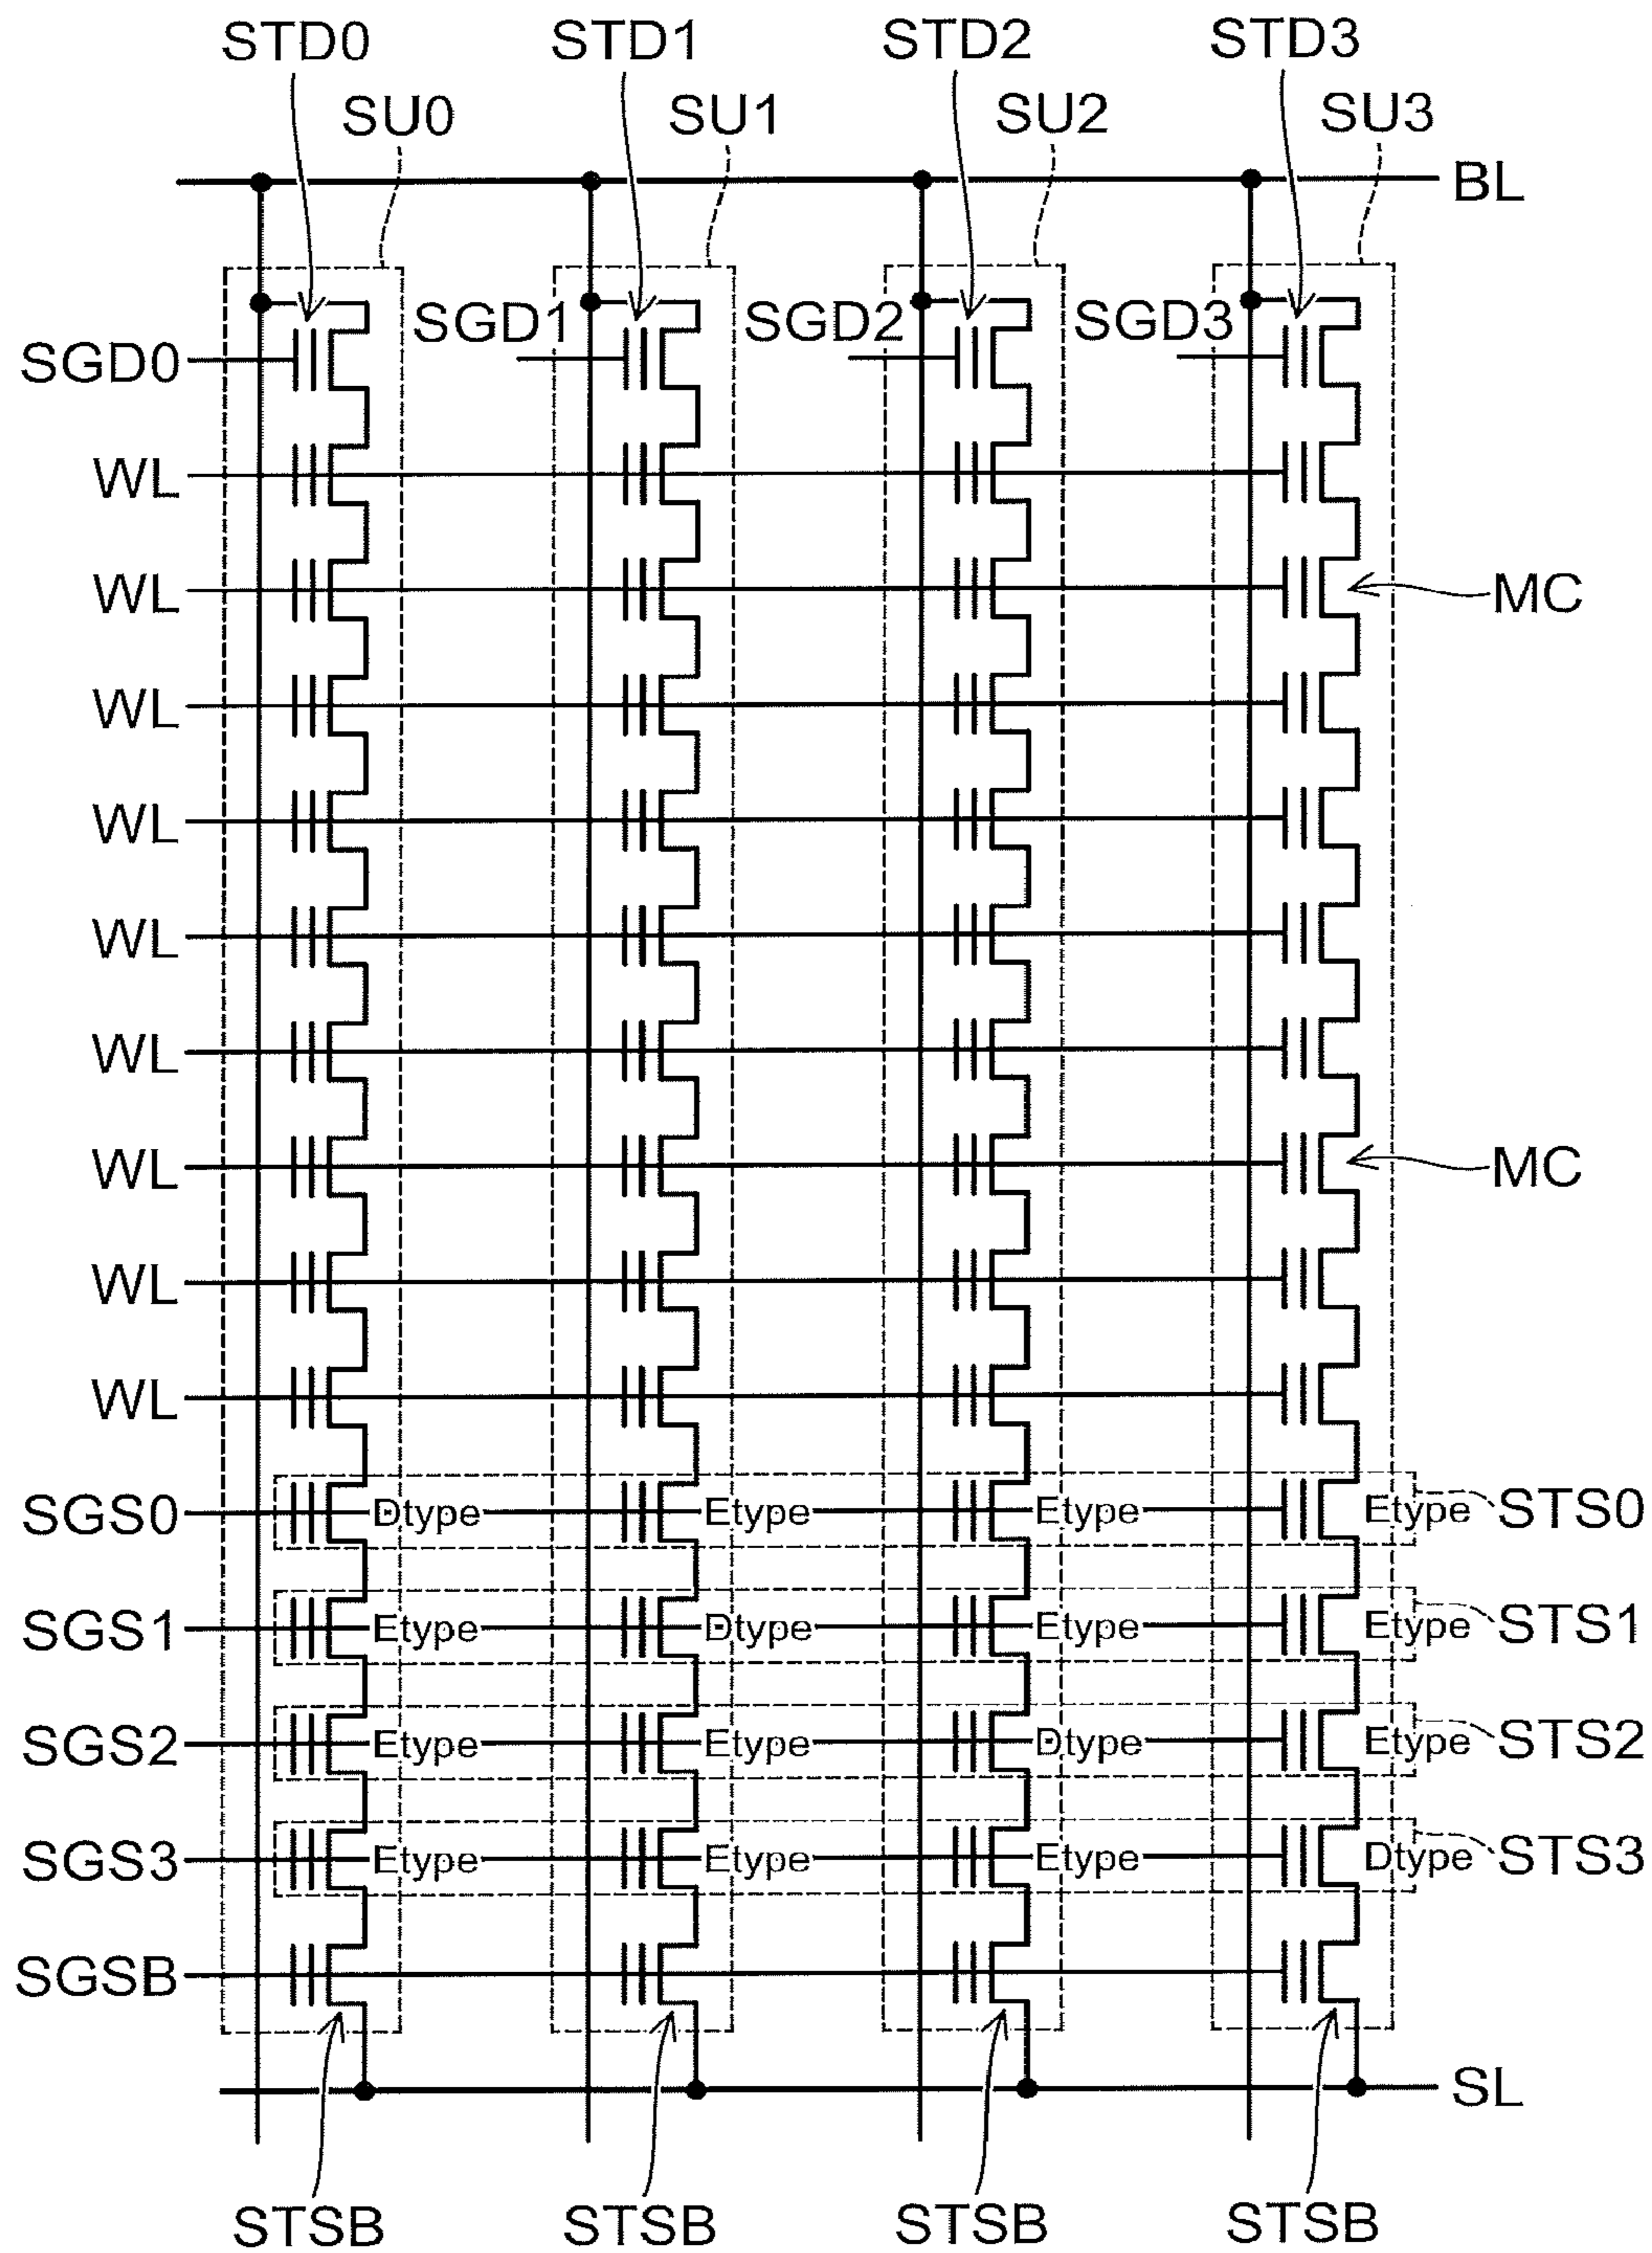 STD0 STD1 STD2 STD3
SU0 SU1 SU2 SU3
BL
SGD0 SGD1 SGD2 SGD3
WL
WL MC
WL
WL
WL
WL
WL MC
WL
WL
SGS0 Dtype Etype Etype Etype STS0
SGS1 Etype Dtype Etype Etype STS1
SGS2 Etype Etype Dtype Etype STS2
SGS3 Etype Etype Etype Dtype STS3
SGSB
SL
STSB STSB STSB STSB